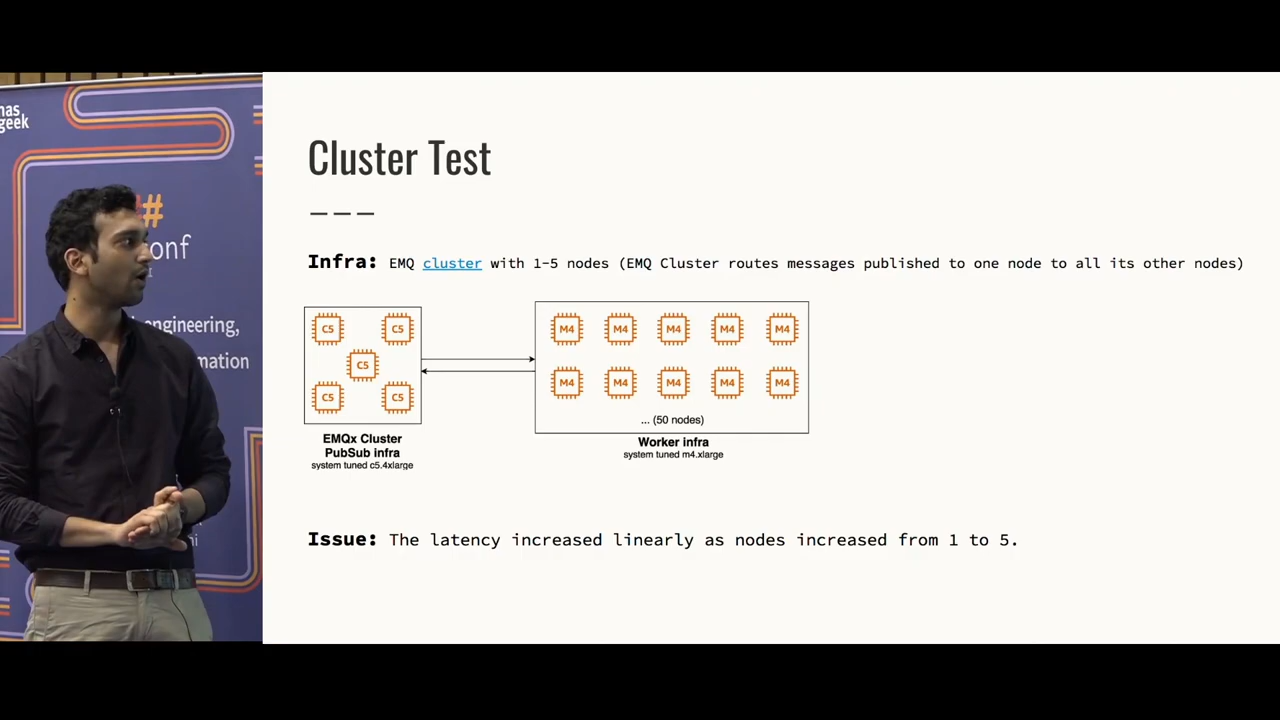 has
geek
#
onf
engineering,
mation
Cluster Test
Infra: EMQ cluster with 1-5 nodes (EMQ Cluster routes messages published to one node to all its other nodes)
C5 C5 M4 M4 M4 M4 M4
C5
C5 C5 M4 M4 M4 M4 M4
... (50 nodes)
EMQx Cluster
PubSub infra
system tuned c5.4xlarge
Worker infra
system tuned m4.xlarge
Issue: The latency increased linearly as nodes increased from 1 to 5.